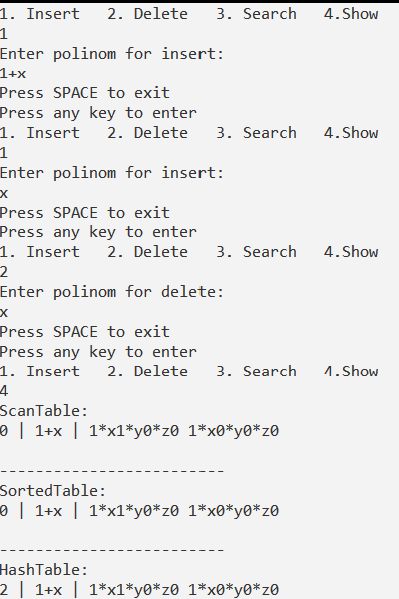 1. Insert   2. Delete   3. Search   4.Show
1
Enter polinom for insert:
1+x
Press SPACE to exit
Press any key to enter
1. Insert   2. Delete   3. Search   4.Show
1
Enter polinom for insert:
x
Press SPACE to exit
Press any key to enter
1. Insert   2. Delete   3. Search   4.Show
2
Enter polinom for delete:
x
Press SPACE to exit
Press any key to enter
1. Insert   2. Delete   3. Search   4.Show
4
ScanTable:
0 | 1+x | 1*x1*y0*z0 1*x0*y0*z0
-------------------------
SortedTable:
0 | 1+x | 1*x1*y0*z0 1*x0*y0*z0
-------------------------
HashTable:
2 | 1+x | 1*x1*y0*z0 1*x0*y0*z0